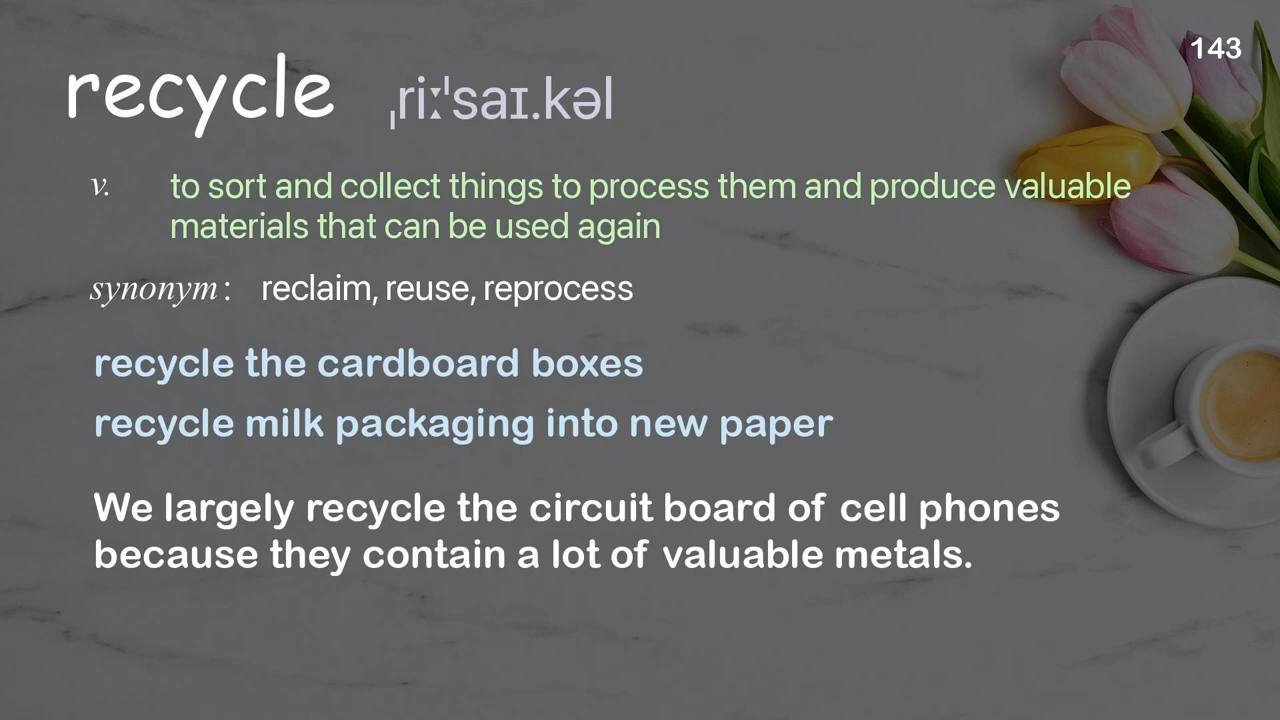 143
recycle ˌriːˈsaɪ.kəl
v. to sort and collect things to process them and produce valuable
materials that can be used again
synonym: reclaim, reuse, reprocess
recycle the cardboard boxes
recycle milk packaging into new paper
We largely recycle the circuit board of cell phones
because they contain a lot of valuable metals.